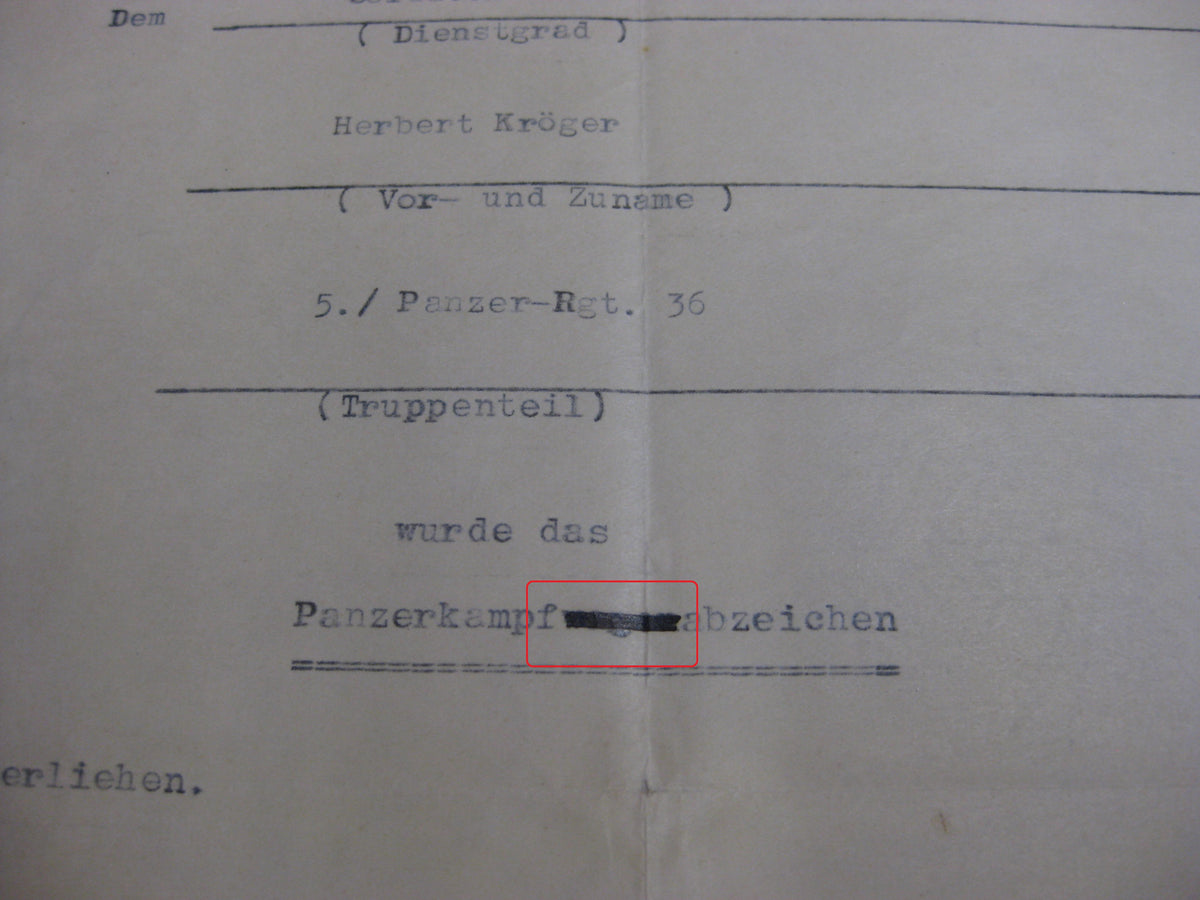 Dem
( Dienstgrad )
Herbert Kröger
( Vor- und Zuname )
5./ Panzer-Rgt. 36
(Truppenteil)
wurde das
Panzerkampf abzeichen
erliehen.